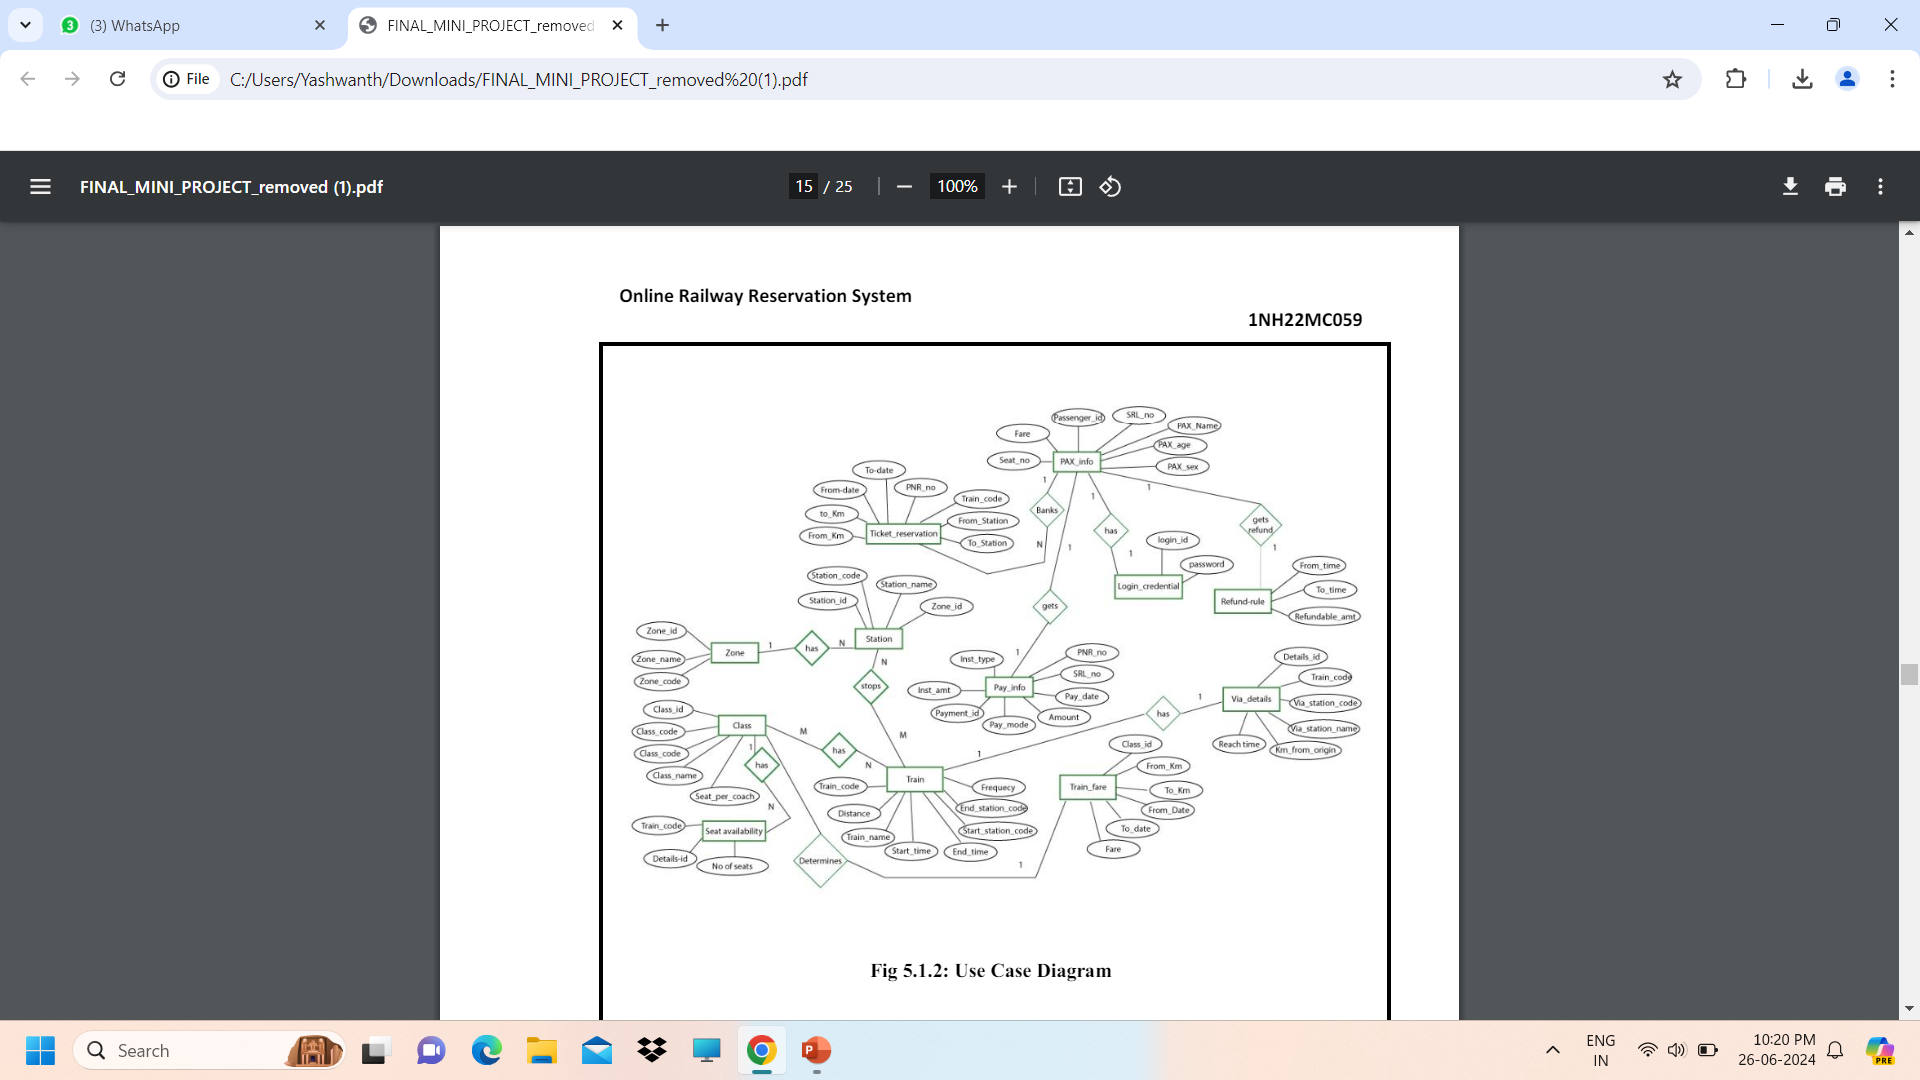 (3) WhatsApp
FINAL_MINI_PROJECT_removed
File
C:/Users/Yashwanth/Downloads/FINAL_MINI_PROJECT_removed%20(1).pdf
FINAL_MINI_PROJECT_removed (1).pdf
15 / 25
100%
Online Railway Reservation System
1NH22MC059
Passenger_id
SRL_no
Fare
PAX_Name
PAX_age
Seat_no
PAX_info
PAX_sex
To-date
From-date
PNR_no
Train_code
to_Km
From_Station
From_Km
Ticket_reservation
To_Station
1
Banks
N
1
1
has
1
1
gets
refund
1
login_id
password
Login_credential
From_time
To_time
Refund-rule
Refundable_amt
Station_code
Station_name
Station_id
Zone_id
gets
Zone_id
Station
Zone
1
has
N
Zone_name
Zone_code
N
stops
M
1
Inst_type
PNR_no
SRL_no
Inst_amt
Pay_info
Pay_date
Payment_id
Pay_mode
Amount
Details_id
Train_code
Via_details
Via_station_code
Via_station_name
Reach time
Km_from_origin
1
has
1
Class_id
Class
Class_code
Class_code
Class_name
Seat_per_coach
M
has
N
1
has
N
Train
Train_code
Frequecy
Distance
End_station_code
Train_name
Start_station_code
Start_time
End_time
Class_id
From_Km
Train_fare
To_Km
From_Date
To_date
Fare
Train_code
Seat availability
Details-id
No of seats
Determines
1
Fig 5.1.2: Use Case Diagram
Search
PRE
ENG
IN
10:20 PM
26-06-2024